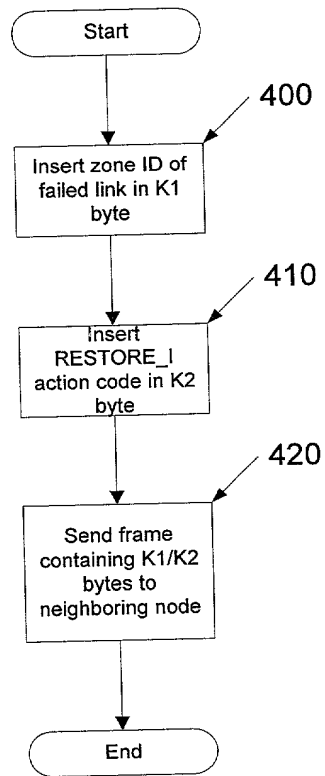 Start
400
Insert zone ID of
failed link in K1
byte
410
Insert
RESTORE_I
action code in K2
byte
420
Send frame
containing K1/K2
bytes to
neighboring node
End